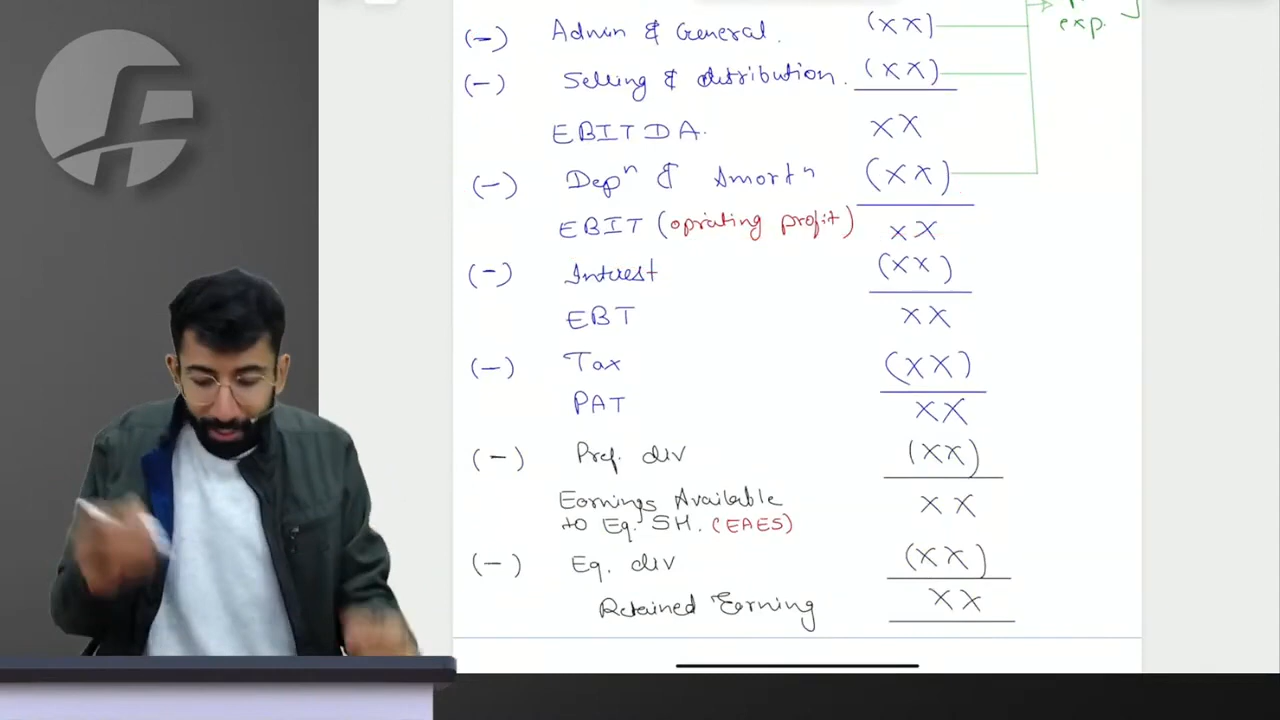 (-) Admin & General. (XX)
exp.
(-) Selling & distribution. (XX)
EBITDA. XX
(-) Depⁿ & Amortⁿ (XX)
EBIT (oprating profit) XX
(-) Interest (XX)
EBT XX
(-) Tax (XX)
PAT XX
(-) Pref. div (XX)
Earnings Available
to Eq. SH. (EAES) XX
(-) Eq. div (XX)
Retained Earning XX